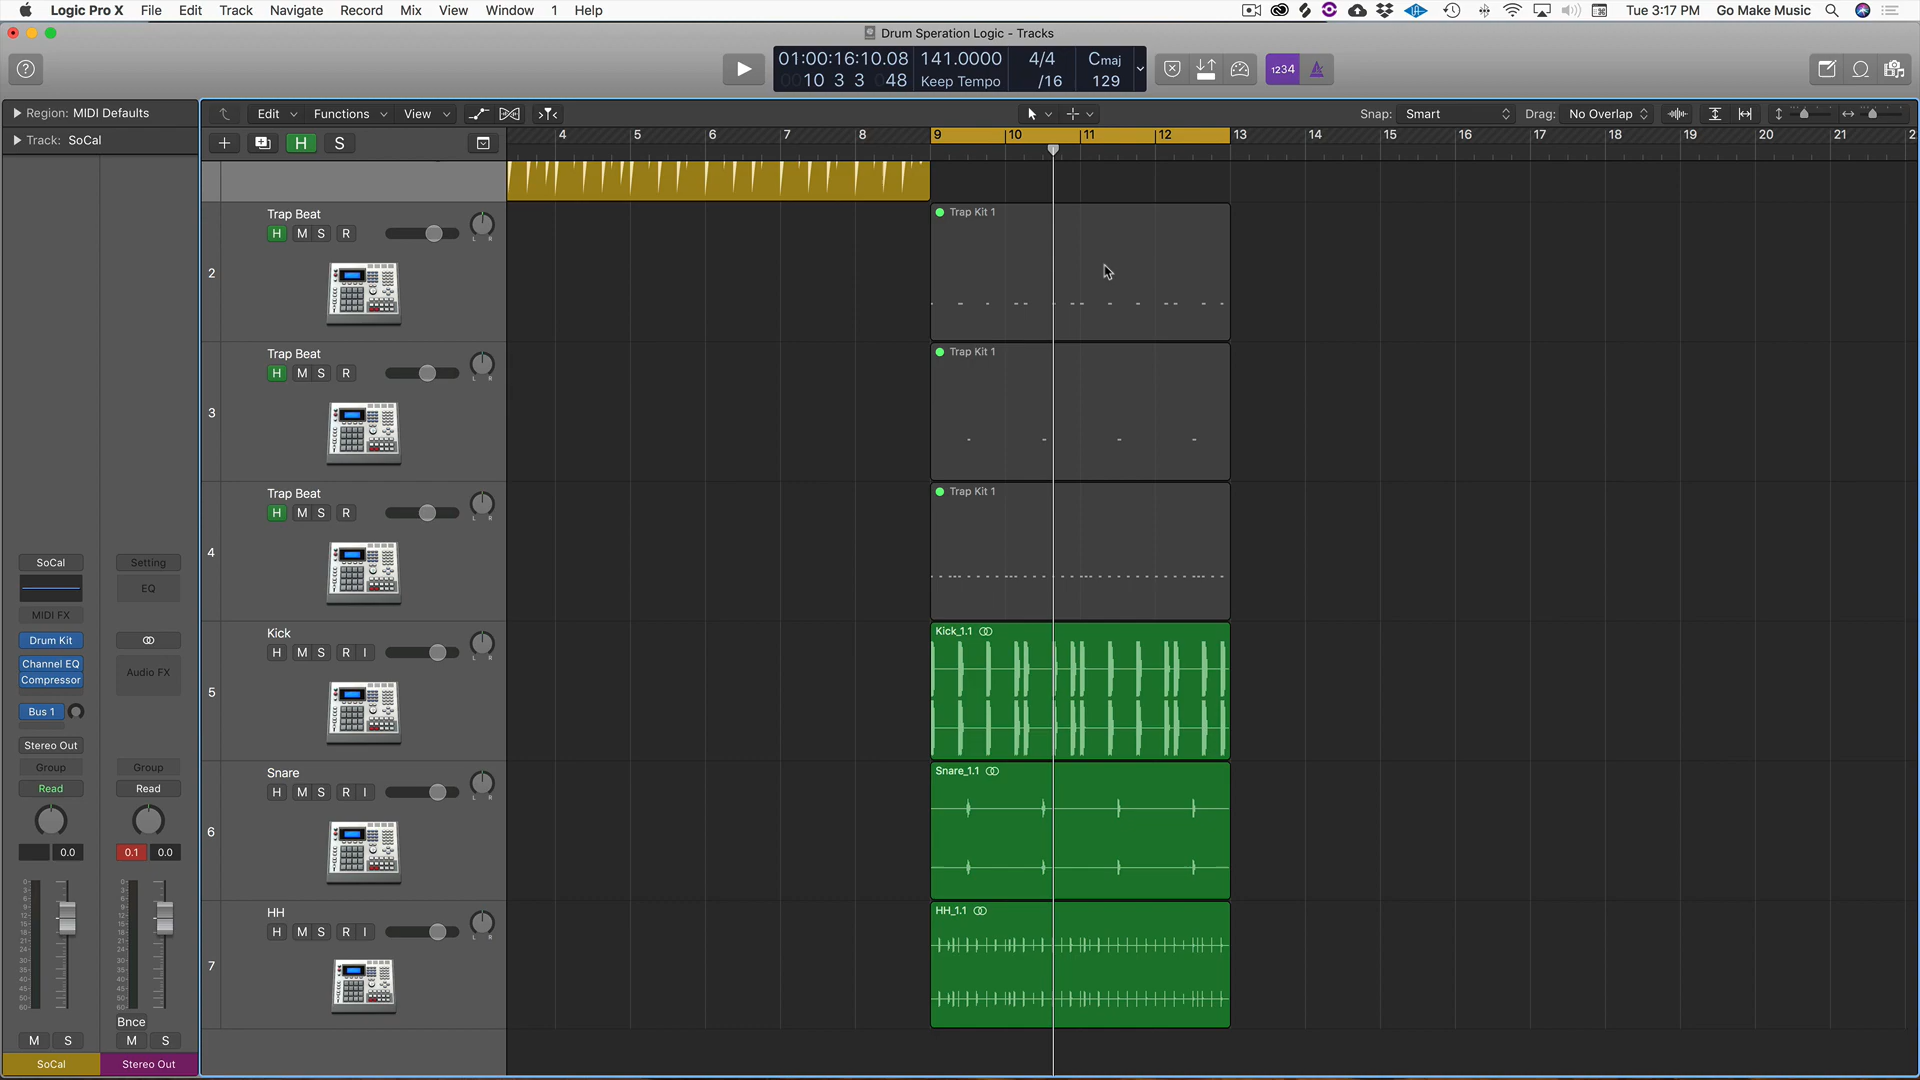 Logic Pro X File Edit Track Navigate Record Mix View Window 1 Help Tue 3:17 PM Go Make Music
Drum Speration Logic - Tracks
01:00:16:10.08 141.0000 4/4 Cmaj
0010 3 3 048 Keep Tempo /16 129
1234
Region: MIDI Defaults Edit Functions View Snap: Smart Drag: No Overlap
Track: SoCal
H S
4 5 6 7 8 9 10 11 12 13 14 15 16 17 18 19 20 21 2
2
Trap Beat
H M S R
L R
Trap Kit 1
3
Trap Beat
H M S R
L R
Trap Kit 1
4
Trap Beat
H M S R
L R
Trap Kit 1
5
Kick
H M S R I
L R
Kick_1.1
6
Snare
H M S R I
L R
Snare_1.1
7
HH
H M S R I
L R
HH_1.1
SoCal Setting
EQ
MIDI FX
Drum Kit
Channel EQ
Compressor
Audio FX
Bus 1
Stereo Out
Group Group
Read Read
0.0 0.1 0.0
Bnce
M S M S
SoCal Stereo Out